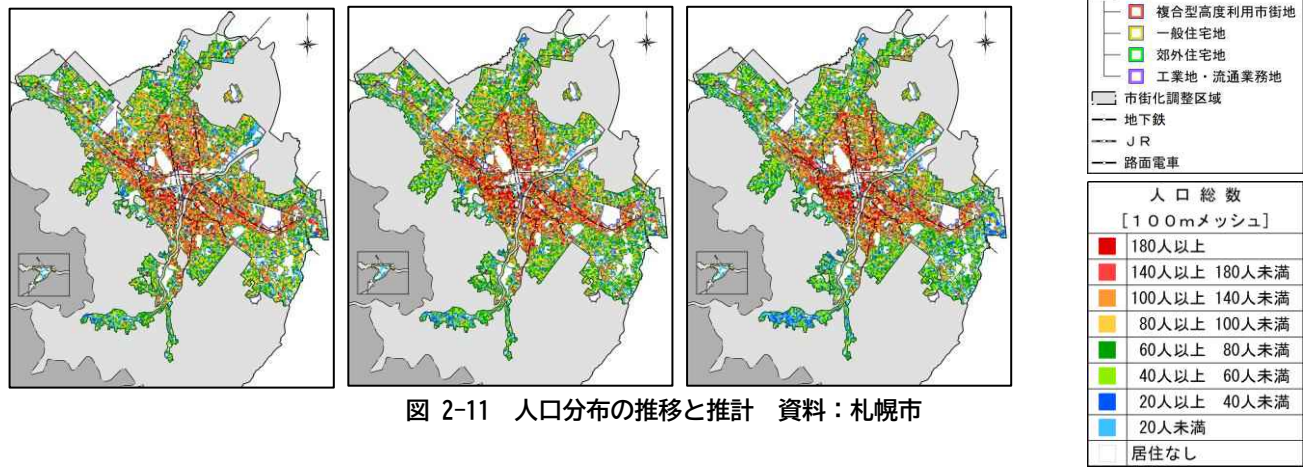 複合型高度利用市街地
一般住宅地
郊外住宅地
工業地・流通業務地
市街化調整区域
地下鉄
ＪＲ
路面電車
人口総数
[１００ｍメッシュ]
180人以上
140人以上 180人未満
100人以上 140人未満
80人以上 100人未満
60人以上 80人未満
40人以上 60人未満
20人以上 40人未満
20人未満
居住なし
図 2-11 人口分布の推移と推計 資料：札幌市